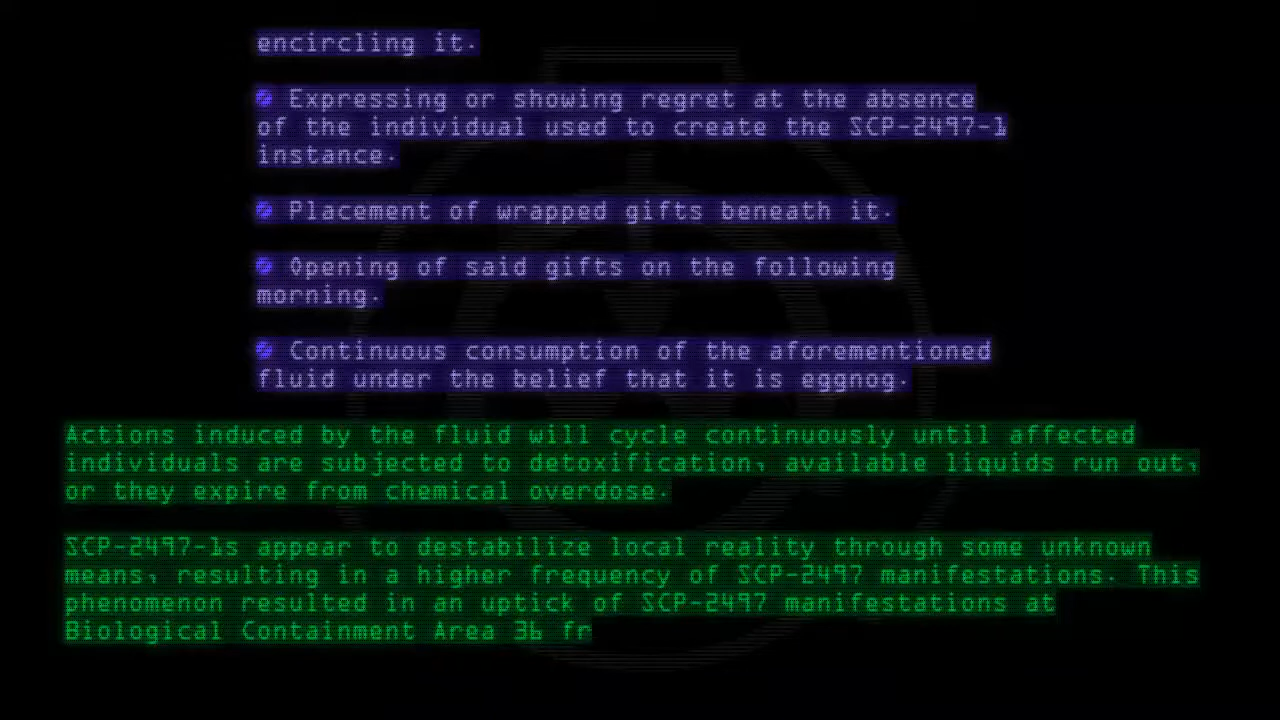 encircling it.
• Expressing or showing regret at the absence
of the individual used to create the SCP-2497-1
instance.
• Placement of wrapped gifts beneath it.
• Opening of said gifts on the following
morning.
• Continuous consumption of the aforementioned
fluid under the belief that it is eggnog.
Actions induced by the fluid will cycle continuously until affected
individuals are subjected to detoxification, available liquids run out,
or they expire from chemical overdose.
SCP-2497-1s appear to destabilize local reality through some unknown
means, resulting in a higher frequency of SCP-2497 manifestations. This
phenomenon resulted in an uptick of SCP-2497 manifestations at
Biological Containment Area 36 fr